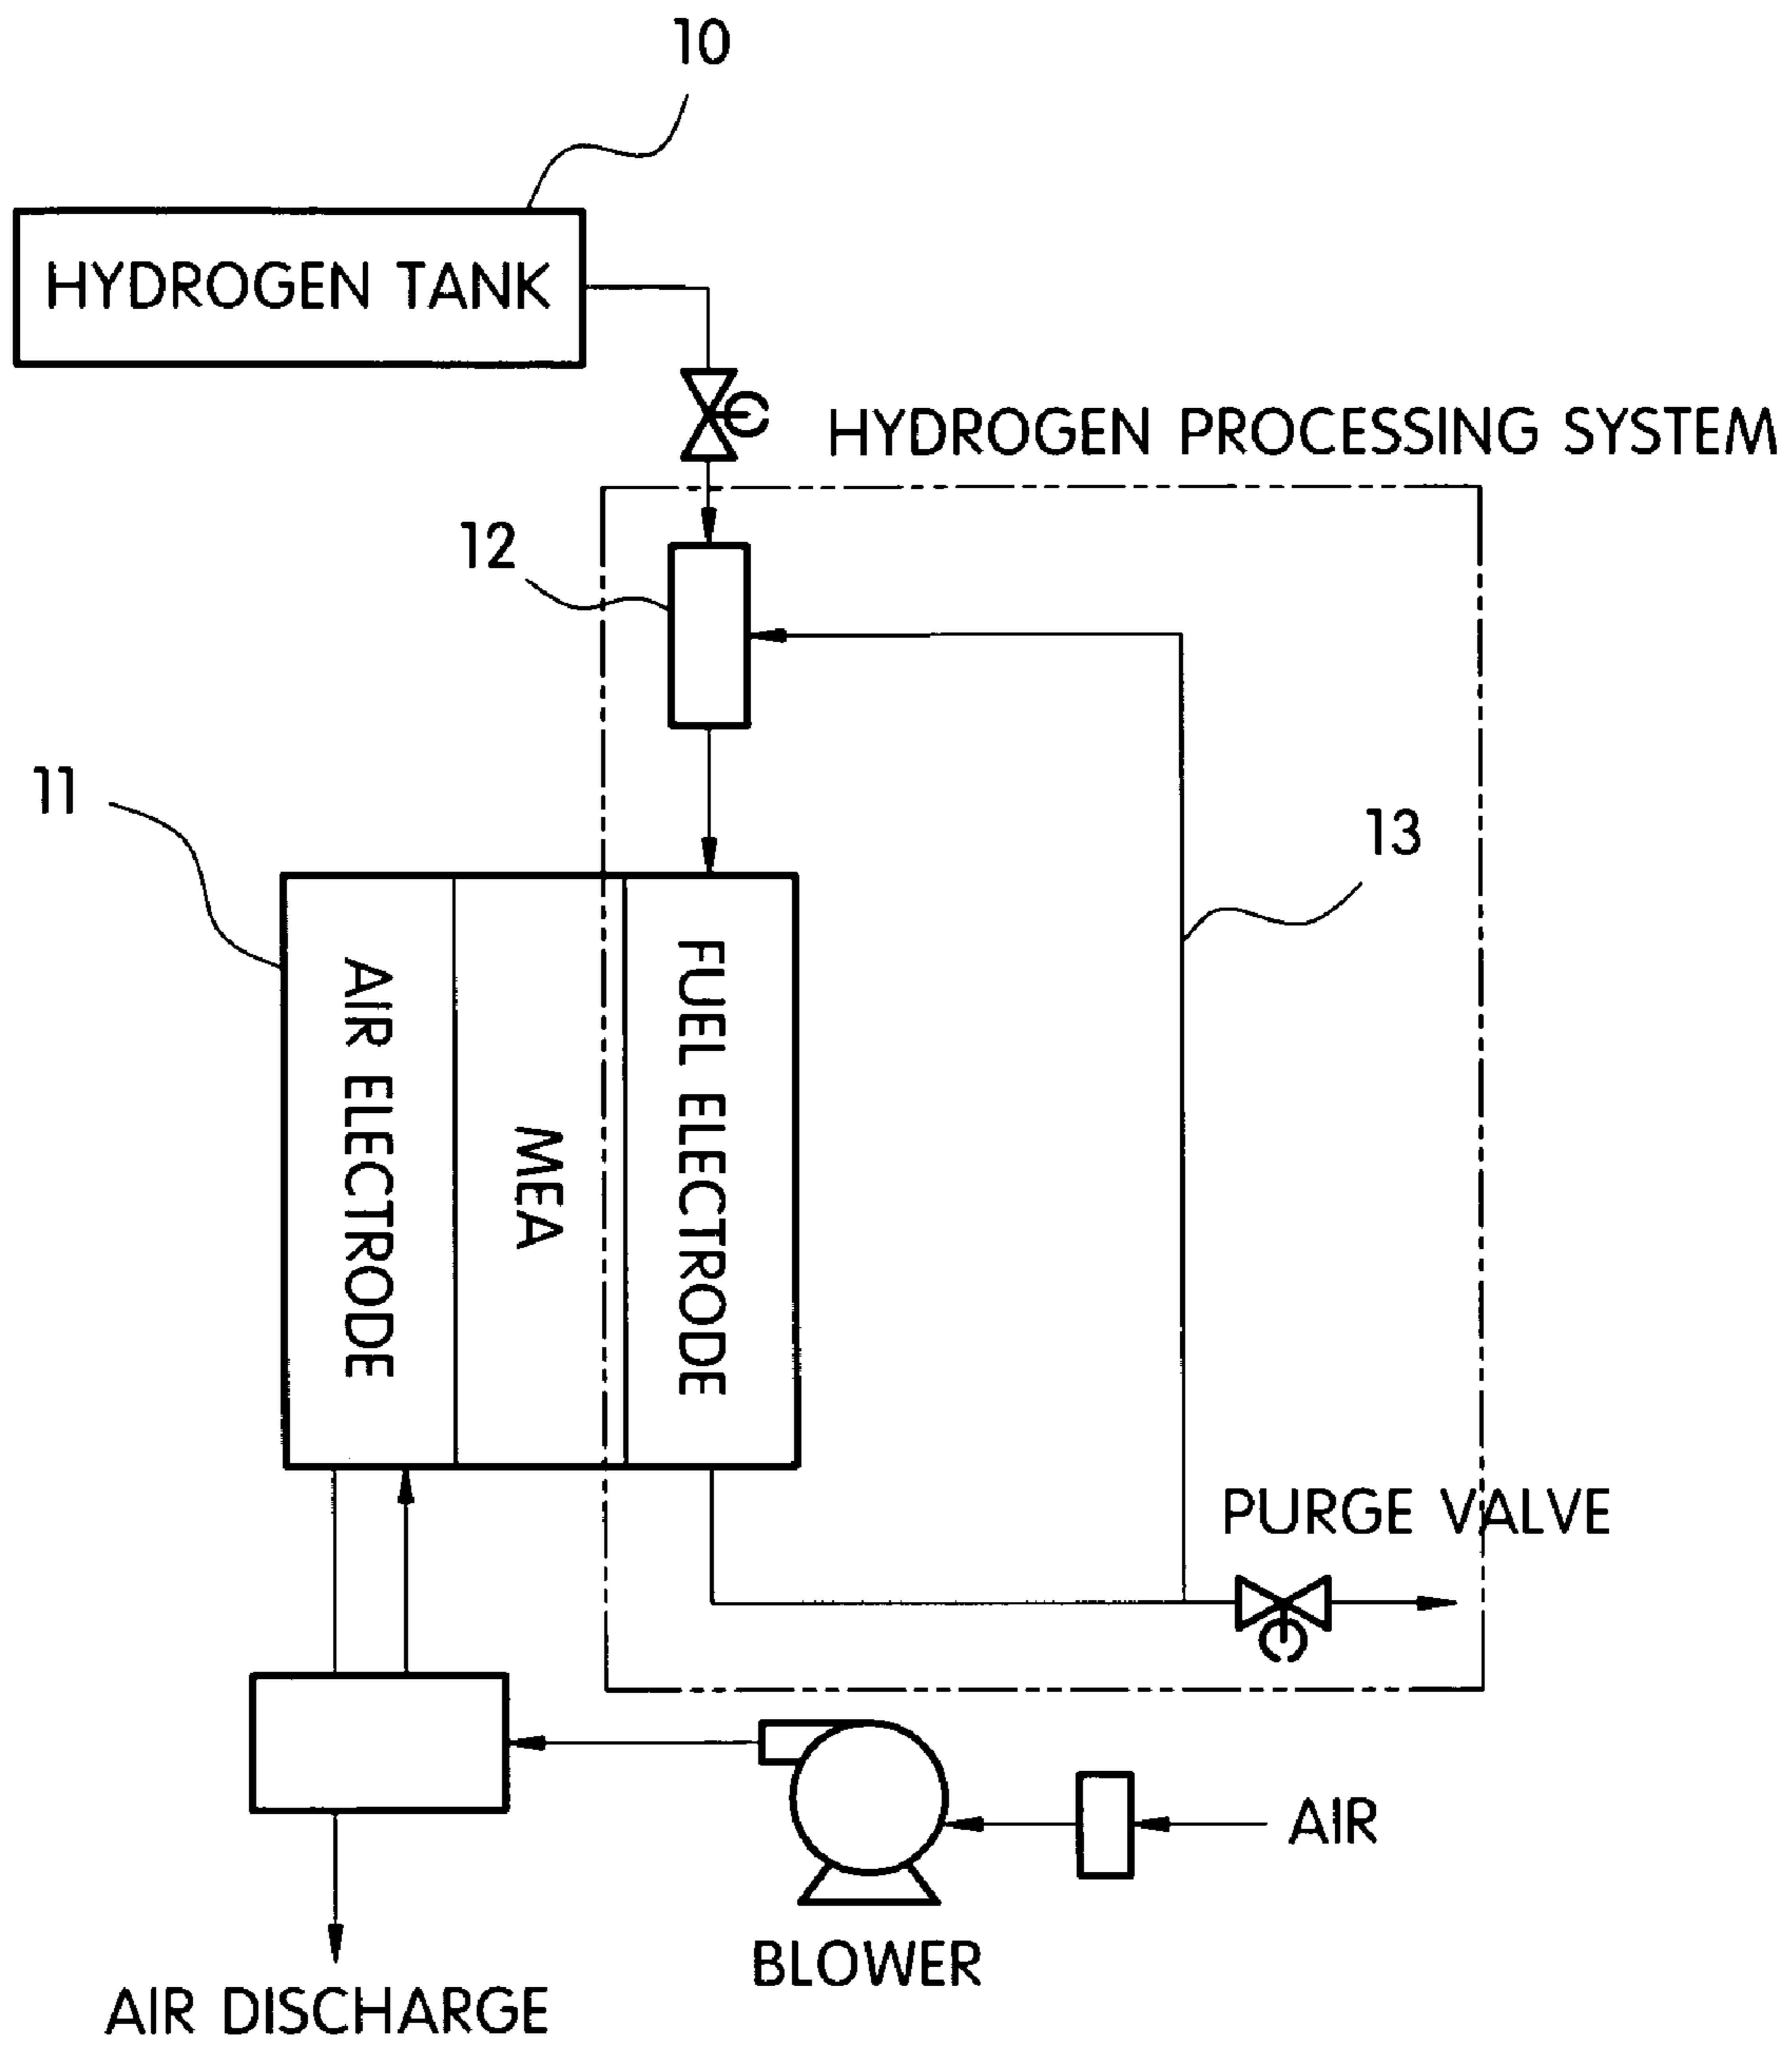 10
HYDROGEN TANK
HYDROGEN PROCESSING SYSTEM
12
11
13
AIR ELECTRODE
MEA
FUEL ELECTRODE
PURGE VALVE
AIR
BLOWER
AIR DISCHARGE